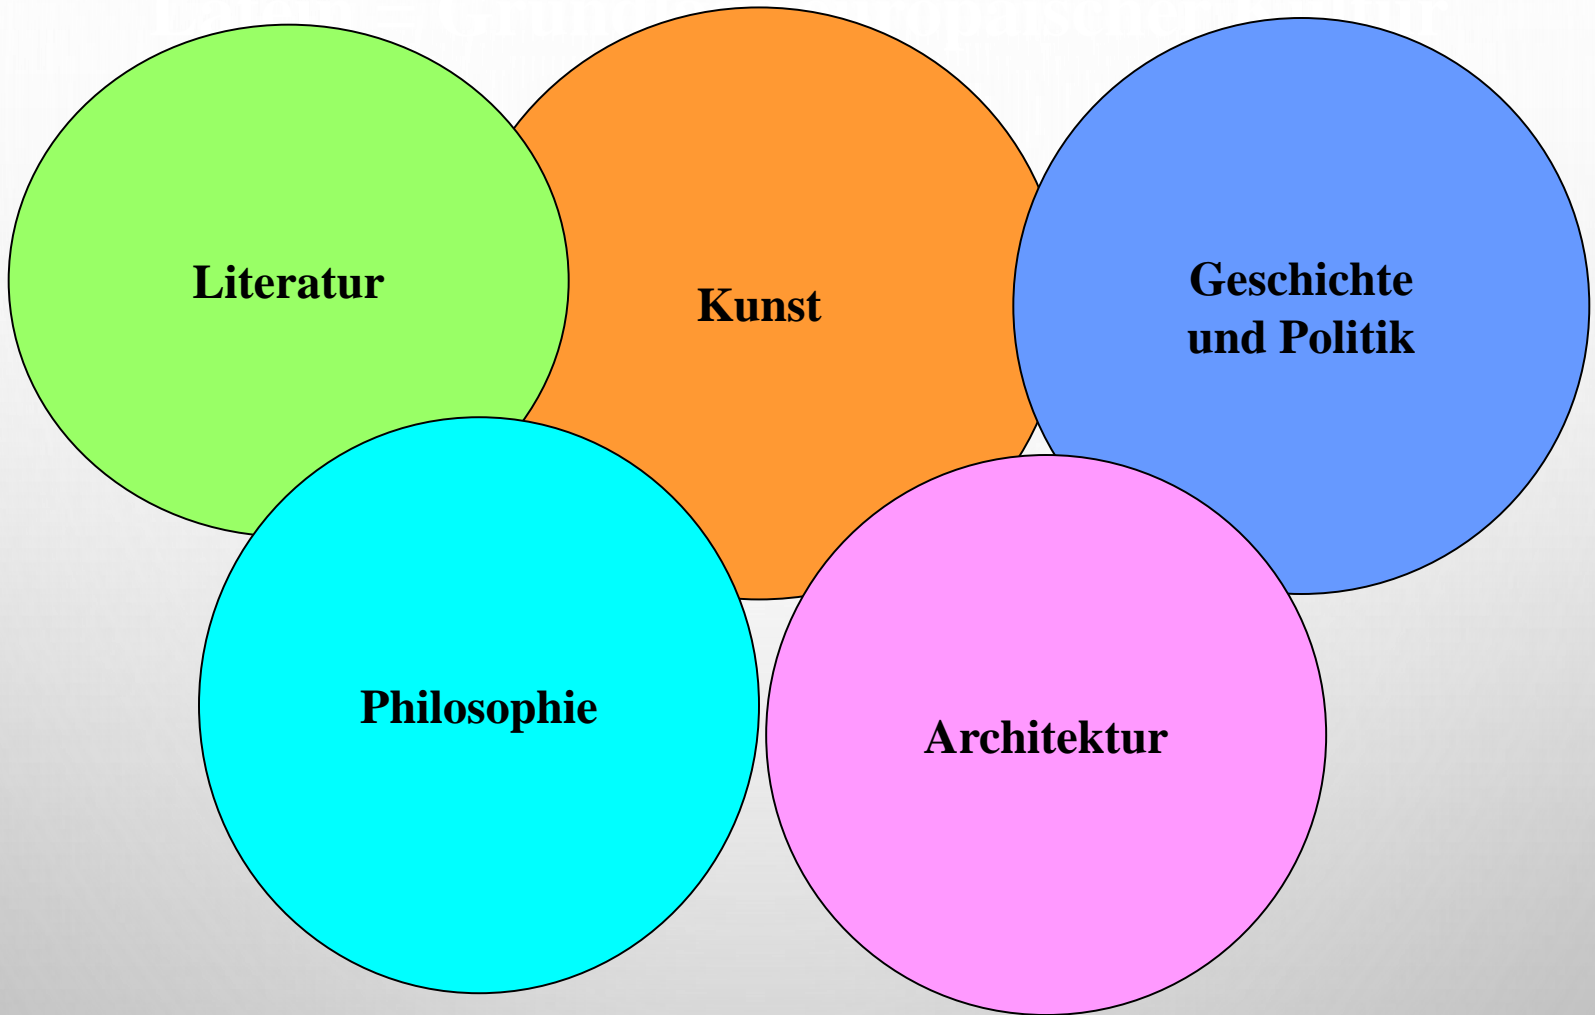 Literatur
Kunst
Geschichte
und Politik
Philosophie
Architektur